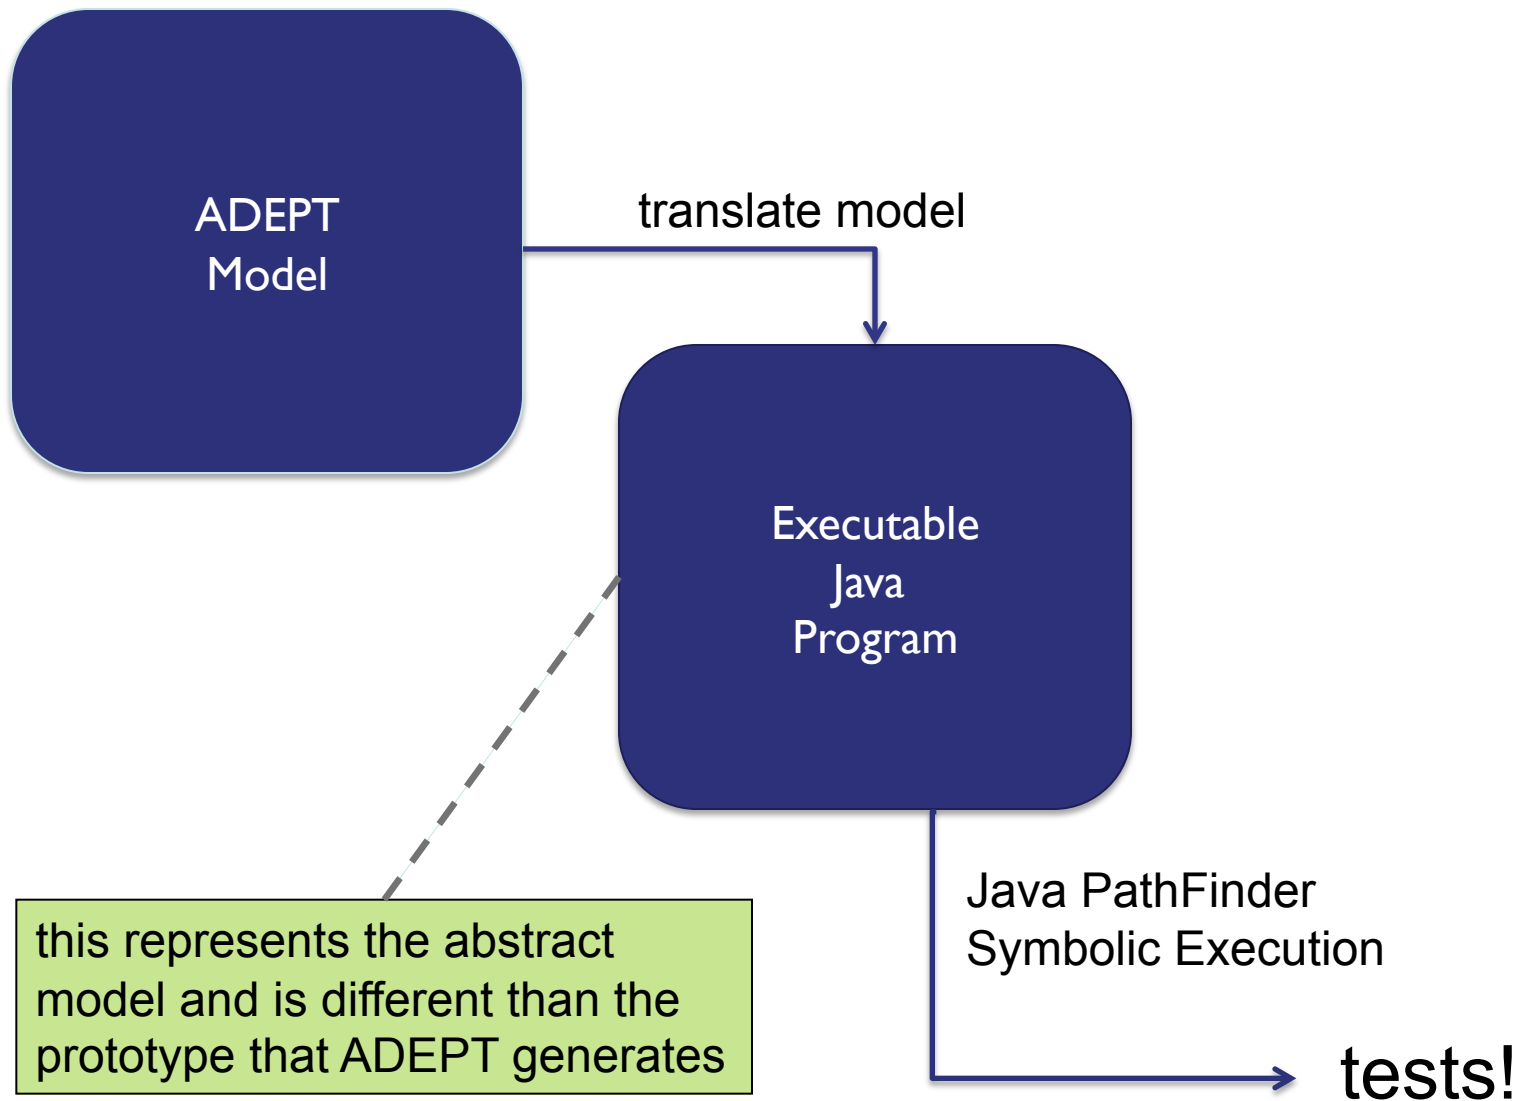 ADEPT
Model
translate model
Executable
Java
Program
this represents the abstract
model and is different than the
prototype that ADEPT generates
Java PathFinder
Symbolic Execution
tests!